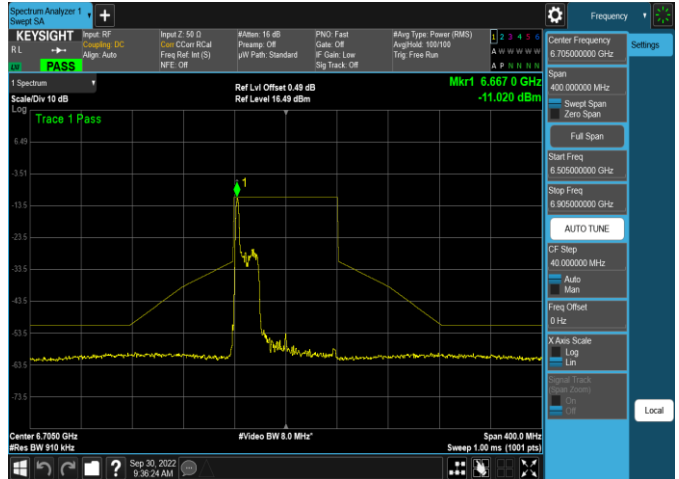 Spectrum Analyzer 1
Swept SA
Frequency
KEYSIGHT
RL
PASS
Input: RF
Coupling: DC
Align: Auto
Input Z: 50 Ω
Corr CCorr RCal
Freq Ref: Int (S)
NFE: Off
#Atten: 16 dB
Preamp: Off
µW Path: Standard
PNO: Fast
Gate: Off
IF Gain: Low
Sig Track: Off
#Avg Type: Power (RMS)
Avg|Hold: 100/100
Trig: Free Run
1 2 3 4 5 6
A W W W W W
A P N N N N
1 Spectrum
Scale/Div 10 dB
Ref Lvl Offset 0.49 dB
Ref Level 16.49 dBm
Mkr1 6.667 0 GHz
-11.020 dBm
Log
Trace 1 Pass
6.49
-3.51
1
-13.5
-23.5
-33.5
-43.5
-53.5
-63.5
-73.5
Center 6.7050 GHz
#Res BW 910 kHz
#Video BW 8.0 MHz*
Span 400.0 MHz
Sweep 1.00 ms (1001 pts)
Sep 30, 2022
9:36:24 AM
Center Frequency
6.705000000 GHz
Settings
Span
400.000000 MHz
Swept Span
Zero Span
Full Span
Start Freq
6.505000000 GHz
Stop Freq
6.905000000 GHz
AUTO TUNE
CF Step
40.000000 MHz
Auto
Man
Freq Offset
0 Hz
X Axis Scale
Log
Lin
Signal Track
(Span Zoom)
On
Off
Local